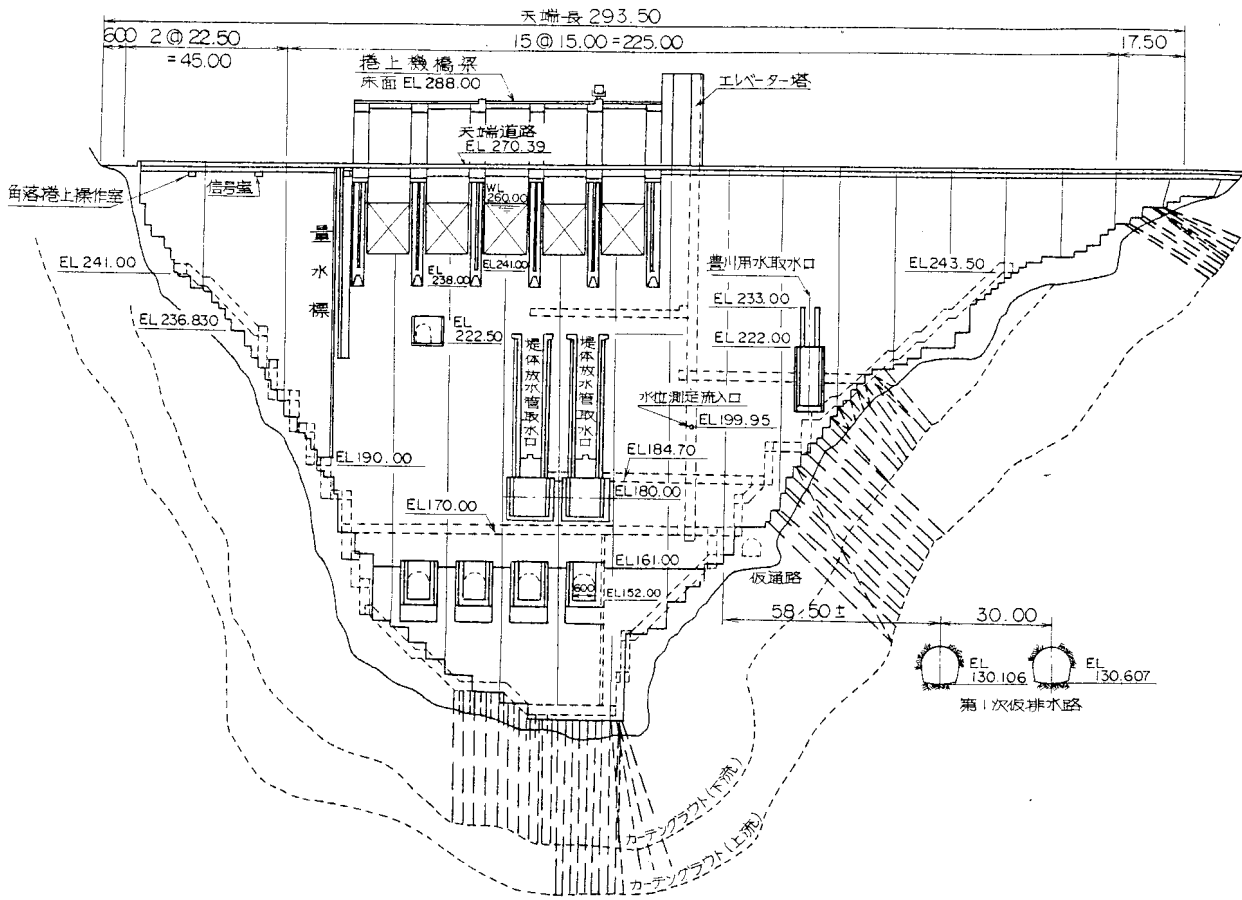 天端長 293.50
600
2 @ 22.50
= 45.00
15 @ 15.00 = 225.00
17.50
捲上機橋梁
床面 EL 288.00
エレベーター塔
天端道路
EL 270.39
角落捲上操作室
信号室
WL
260.00
量水標
EL 241.00
EL
238.00
EL241.00
豊川用水取水口
EL 243.50
EL 233.00
EL 236.830
EL
222.50
EL 222.00
堤体放水管取水口
堤体放水管取水口
水位測定流入口
EL199.95
EL190.00
EL184.70
EL180.00
EL170.00
EL161.00
仮通路
600
EL152.00
58.50±
30.00
EL
130.106
EL
130.607
第1次仮排水路
カーテングラウト(下流)
カーテングラウト(上流)